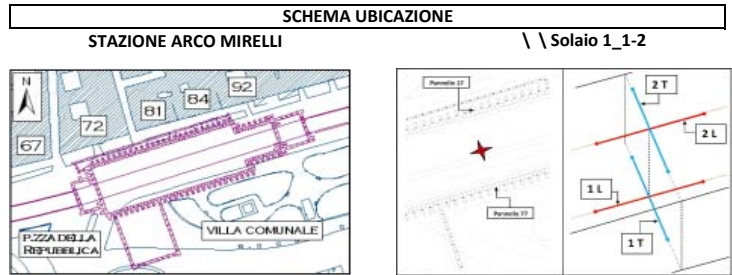 SCHEMA UBICAZIONE
STAZIONE ARCO MIRELLI
\ \ Solaio 1_1-2
N
67
72
81
84
92
P.ZZA DELLA
REPUBBLICA
VILLA COMUNALE
Pannello 17
Pannello 77
2 T
2 L
1 L
1 T